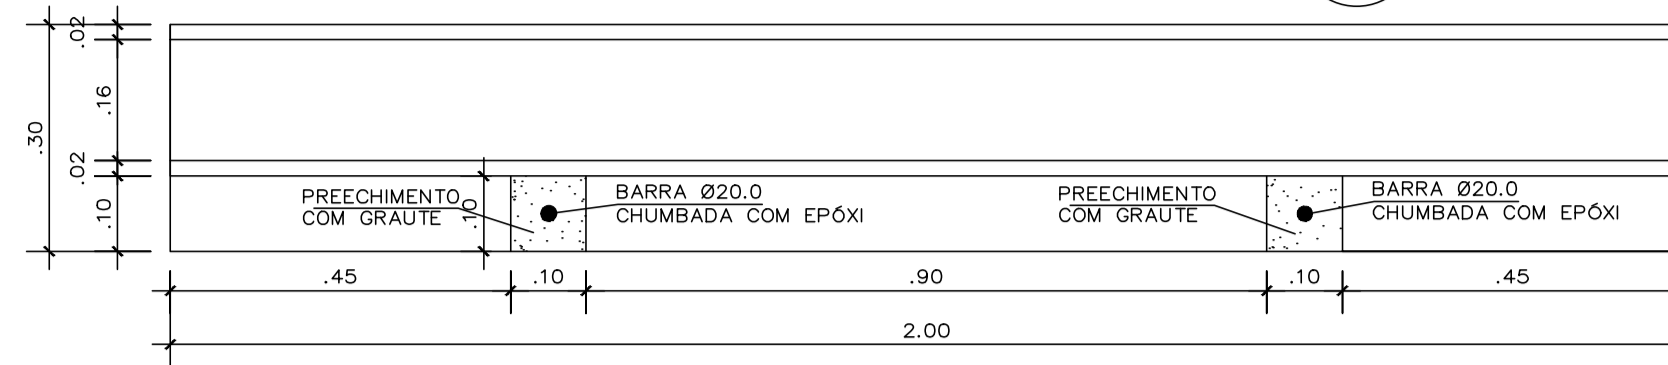 .02
.16
.30
.02
.10
PREECHIMENTO
COM GRAUTE
.10
BARRA Ø20.0
CHUMBADA COM EPÓXI
PREECHIMENTO
COM GRAUTE
BARRA Ø20.0
CHUMBADA COM EPÓXI
.45
.10
.90
.10
.45
2.00